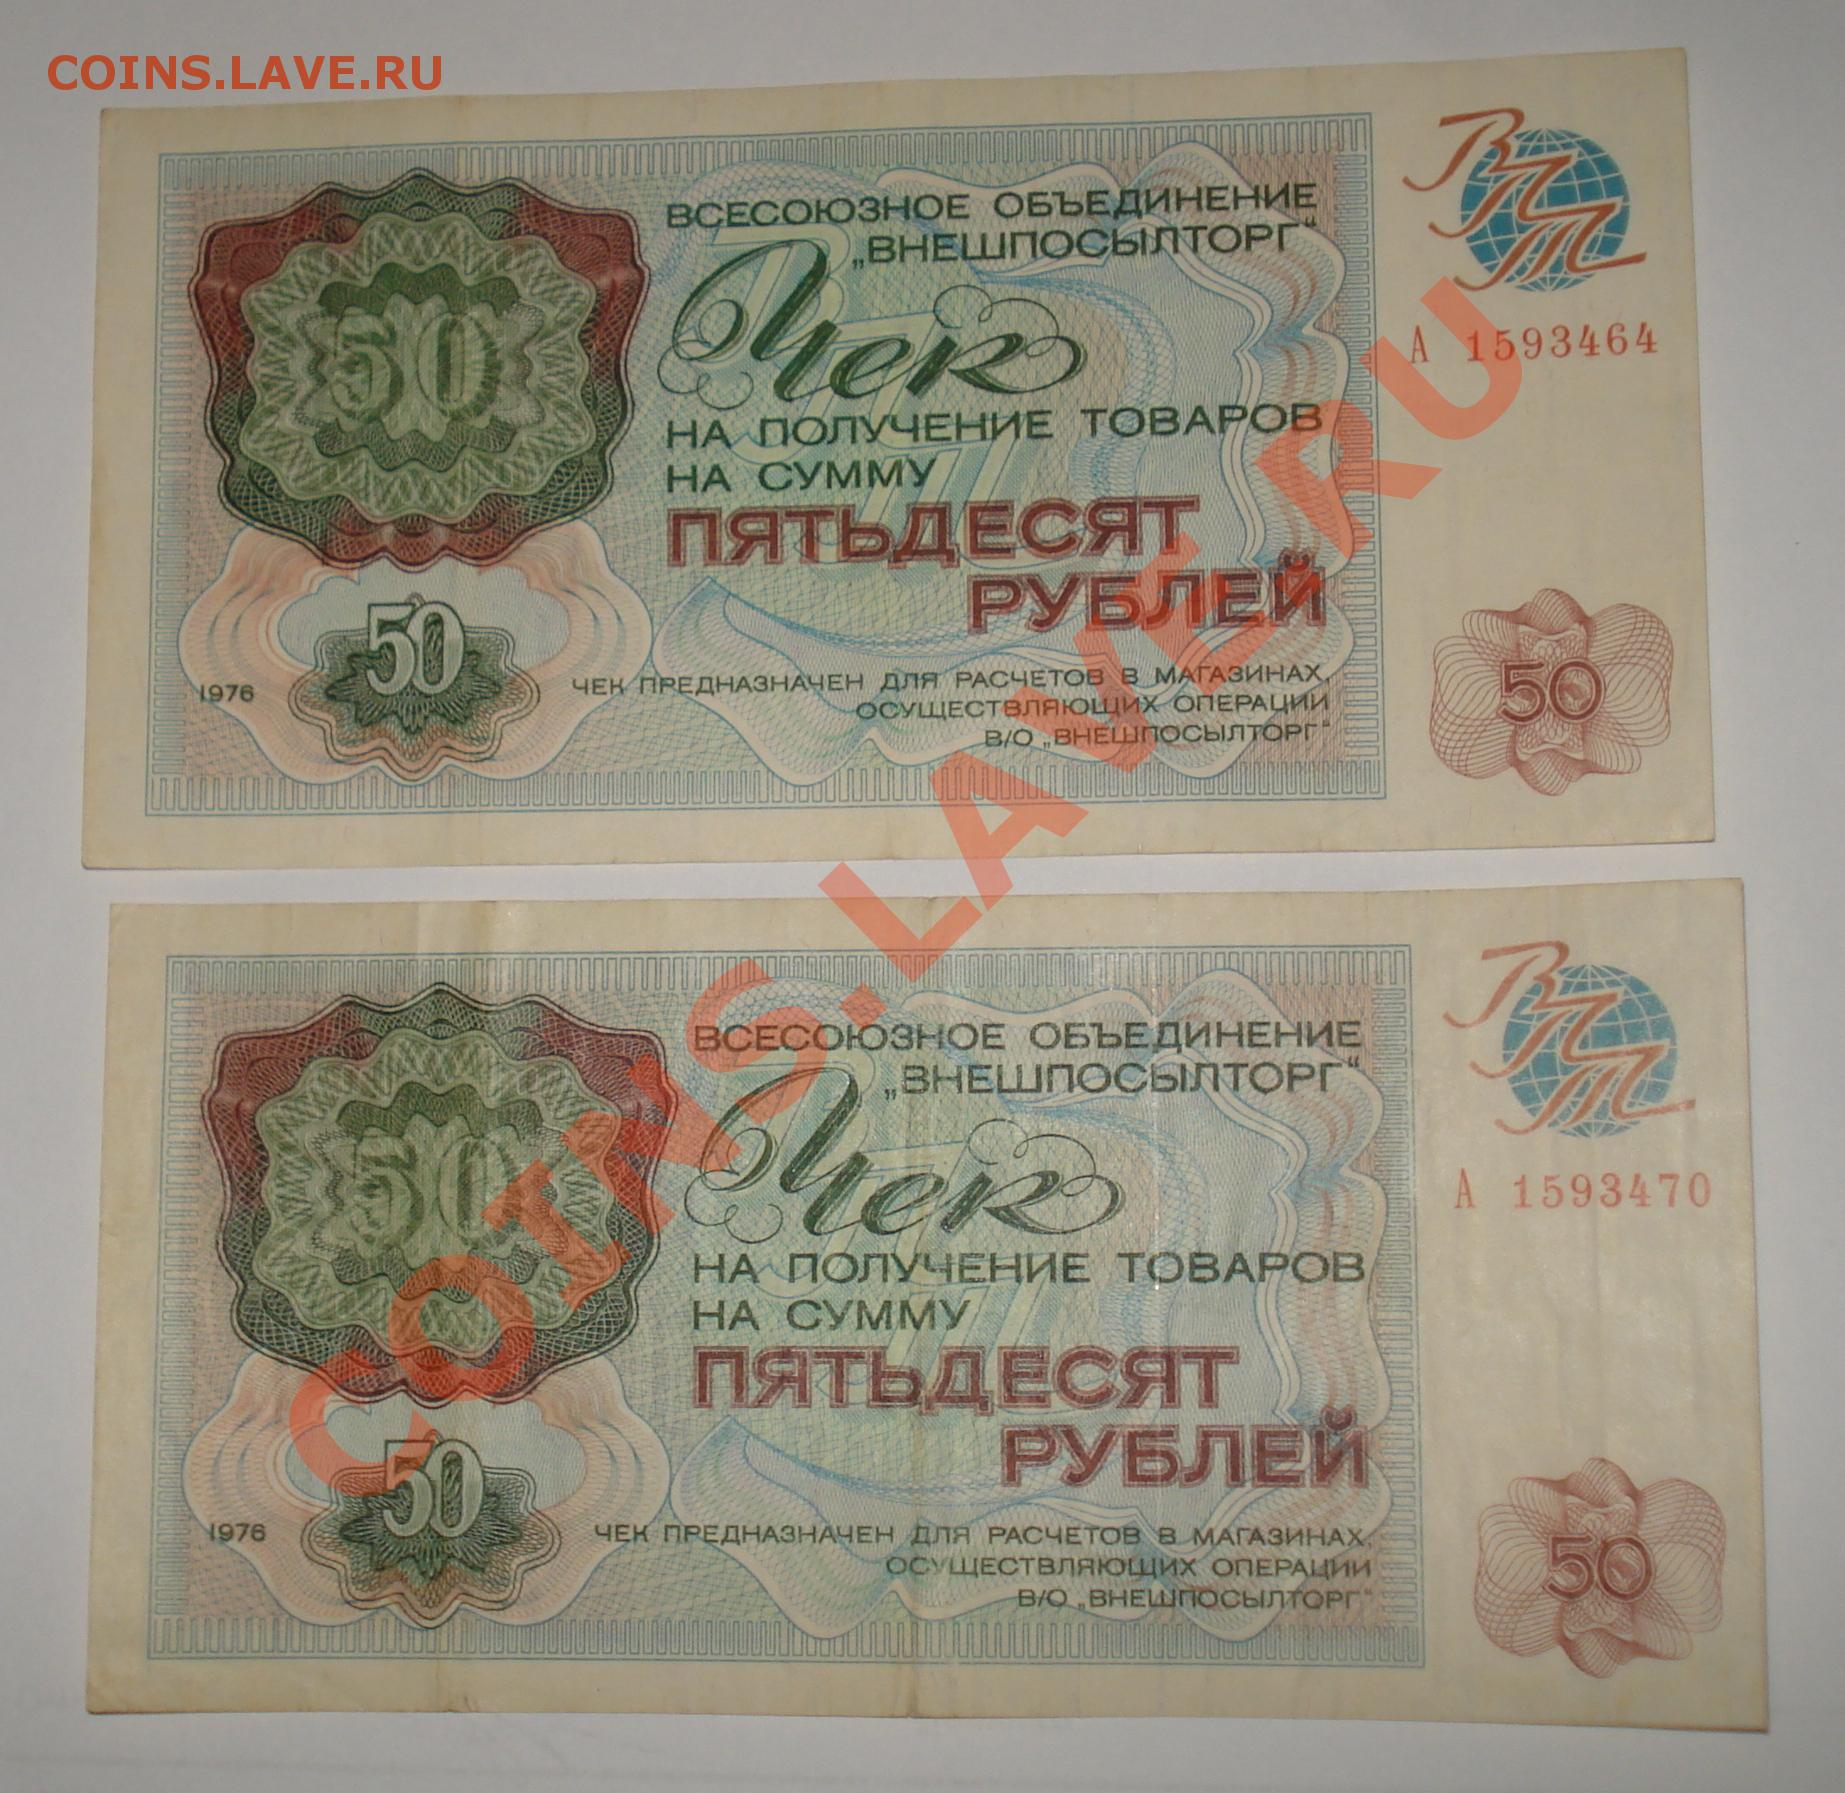 COINS.LAVE.RU
ВСЕСОЮЗНОЕ ОБЪЕДИНЕНИЕ
„ВНЕШПОСЫЛТОРГ“
ВПТ
50
Чек
А 1593464
НА ПОЛУЧЕНИЕ ТОВАРОВ
НА СУММУ
ПЯТЬДЕСЯТ
РУБЛЕЙ
50
1976
ЧЕК ПРЕДНАЗНАЧЕН ДЛЯ РАСЧЕТОВ В МАГАЗИНАХ,
ОСУЩЕСТВЛЯЮЩИХ ОПЕРАЦИИ
В/О „ВНЕШПОСЫЛТОРГ“
50
COINS.LAVE.RU
ВСЕСОЮЗНОЕ ОБЪЕДИНЕНИЕ
„ВНЕШПОСЫЛТОРГ“
ВПТ
50
Чек
А 1593470
НА ПОЛУЧЕНИЕ ТОВАРОВ
НА СУММУ
ПЯТЬДЕСЯТ
РУБЛЕЙ
50
1976
ЧЕК ПРЕДНАЗНАЧЕН ДЛЯ РАСЧЕТОВ В МАГАЗИНАХ,
ОСУЩЕСТВЛЯЮЩИХ ОПЕРАЦИИ
В/О „ВНЕШПОСЫЛТОРГ“
50